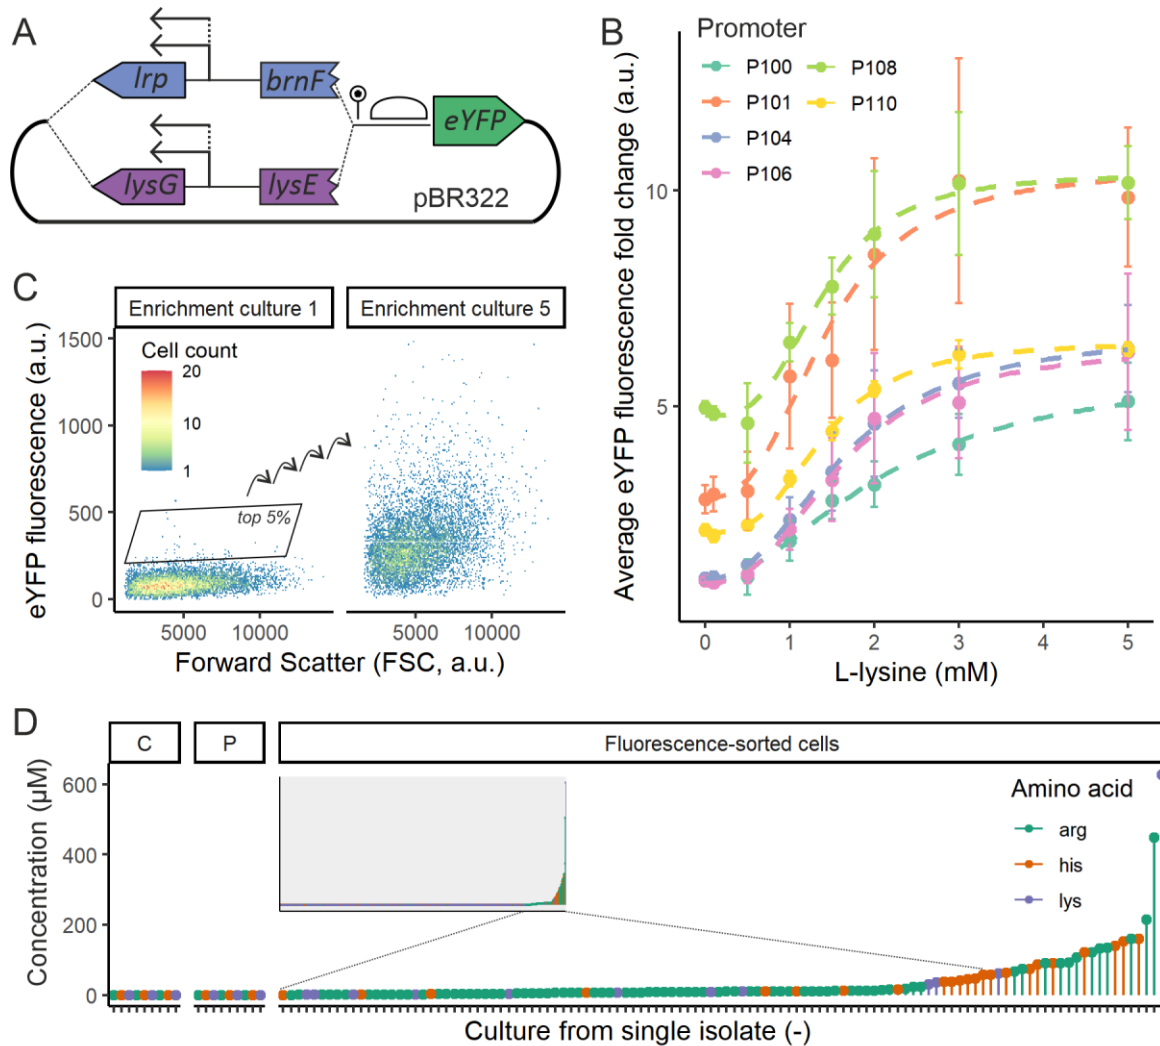 A
lrp
brnF
eYFP
lysG
lysE
pBR322
B
Promoter
P100
P108
P101
P110
P104
P106
Average eYFP fluorescence fold change (a.u.)
10
5
0
1
2
3
4
5
L-lysine (mM)
C
Enrichment culture 1
Enrichment culture 5
eYFP fluorescence (a.u.)
1500
1000
500
0
Cell count
20
10
1
top 5%
5000
10000
5000
10000
Forward Scatter (FSC, a.u.)
D
C
P
Fluorescence-sorted cells
Concentration (μM)
600
400
200
0
Amino acid
arg
his
lys
Culture from single isolate (-)